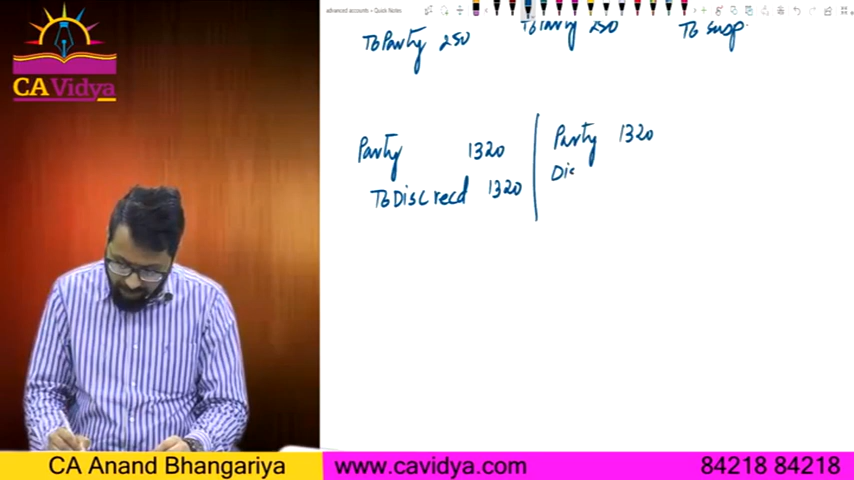 advanced accounts – Quick Notes
CA Vidya
To Party 250
To Party 250
To susp.
Party 1320
To Disc recd 1320
Party 1320
Dis
CA Anand Bhangariya
www.cavidya.com
84218 84218